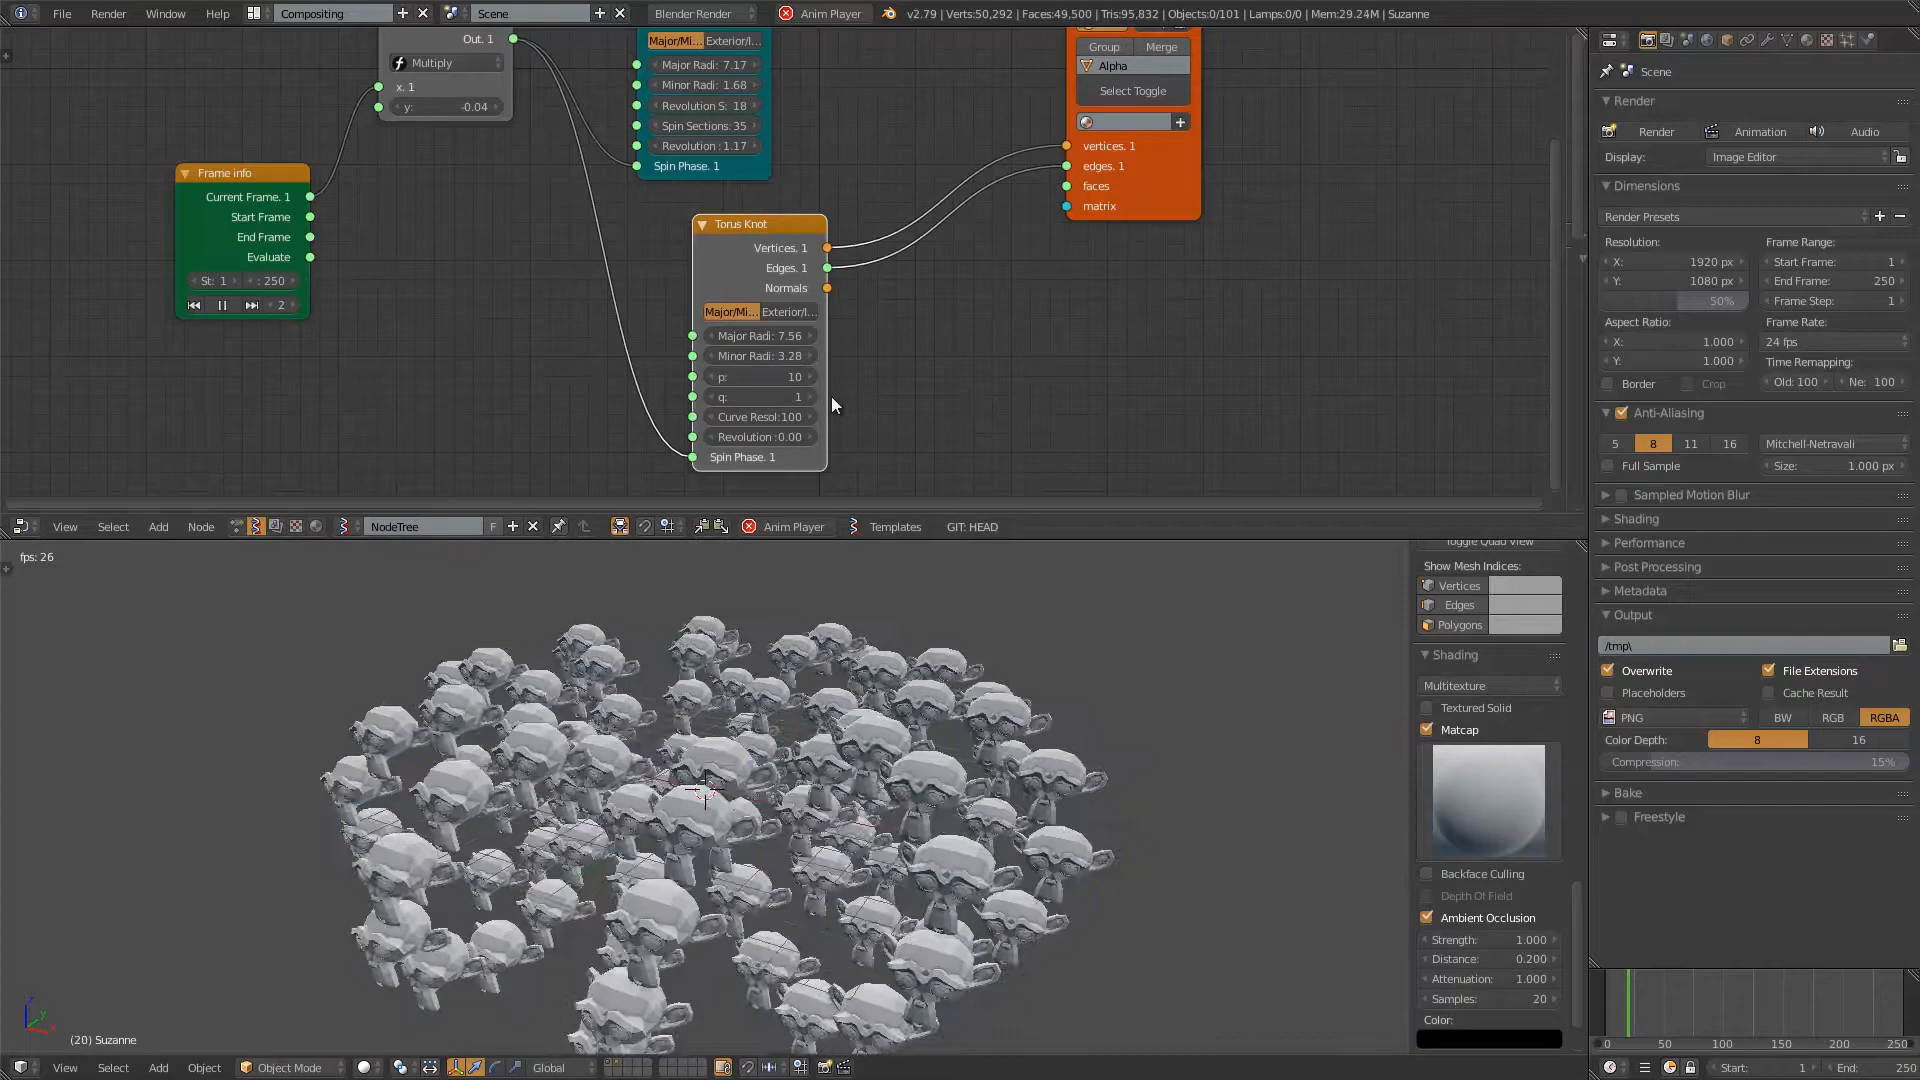 File Render Window Help Compositing Scene Blender Render Anim Player v2.79 | Verts:50,292 | Faces:49,500 | Tris:95,832 | Objects:0/101 | Lamps:0/0 | Mem:29.24M | Suzanne
Out. 1
Multiply
x. 1
y: -0.04
Frame info
Current Frame. 1
Start Frame
End Frame
Evaluate
St: 1 : 250
2
Major/Mi... Exterior/I...
Major Radi: 7.17
Minor Radi: 1.68
Revolution S: 18
Spin Sections: 35
Revolution : 1.17
Spin Phase. 1
Torus Knot
Vertices. 1
Edges. 1
Normals
Major/Mi... Exterior/I...
Major Radi: 7.56
Minor Radi: 3.28
p: 10
q: 1
Curve Resol: 100
Revolution : 0.00
Spin Phase. 1
Group Merge
Alpha
Select Toggle
vertices. 1
edges. 1
faces
matrix
View Select Add Node NodeTree F Anim Player Templates GIT: HEAD
fps: 26
(20) Suzanne
z
y
x
Toggle Quad View
Show Mesh Indices:
Vertices
Edges
Polygons
Shading
Multitexture
Textured Solid
Matcap
Backface Culling
Depth Of Field
Ambient Occlusion
Strength: 1.000
Distance: 0.200
Attenuation: 1.000
Samples: 20
Color:
View Select Add Object Object Mode Global
Scene
Render
Render Animation Audio
Display: Image Editor
Dimensions
Render Presets
Resolution: Frame Range:
X: 1920 px Start Frame: 1
Y: 1080 px End Frame: 250
50% Frame Step: 1
Aspect Ratio: Frame Rate:
X: 1.000 24 fps
Y: 1.000 Time Remapping:
Border Crop Old: 100 Ne: 100
Anti-Aliasing
5 8 11 16 Mitchell-Netravali
Full Sample Size: 1.000 px
Sampled Motion Blur
Shading
Performance
Post Processing
Metadata
Output
/tmp\
Overwrite File Extensions
Placeholders Cache Result
PNG BW RGB RGBA
Color Depth: 8 16
Compression: 15%
Bake
Freestyle
0 50 100 150 200 250
Start: 1 End: 250